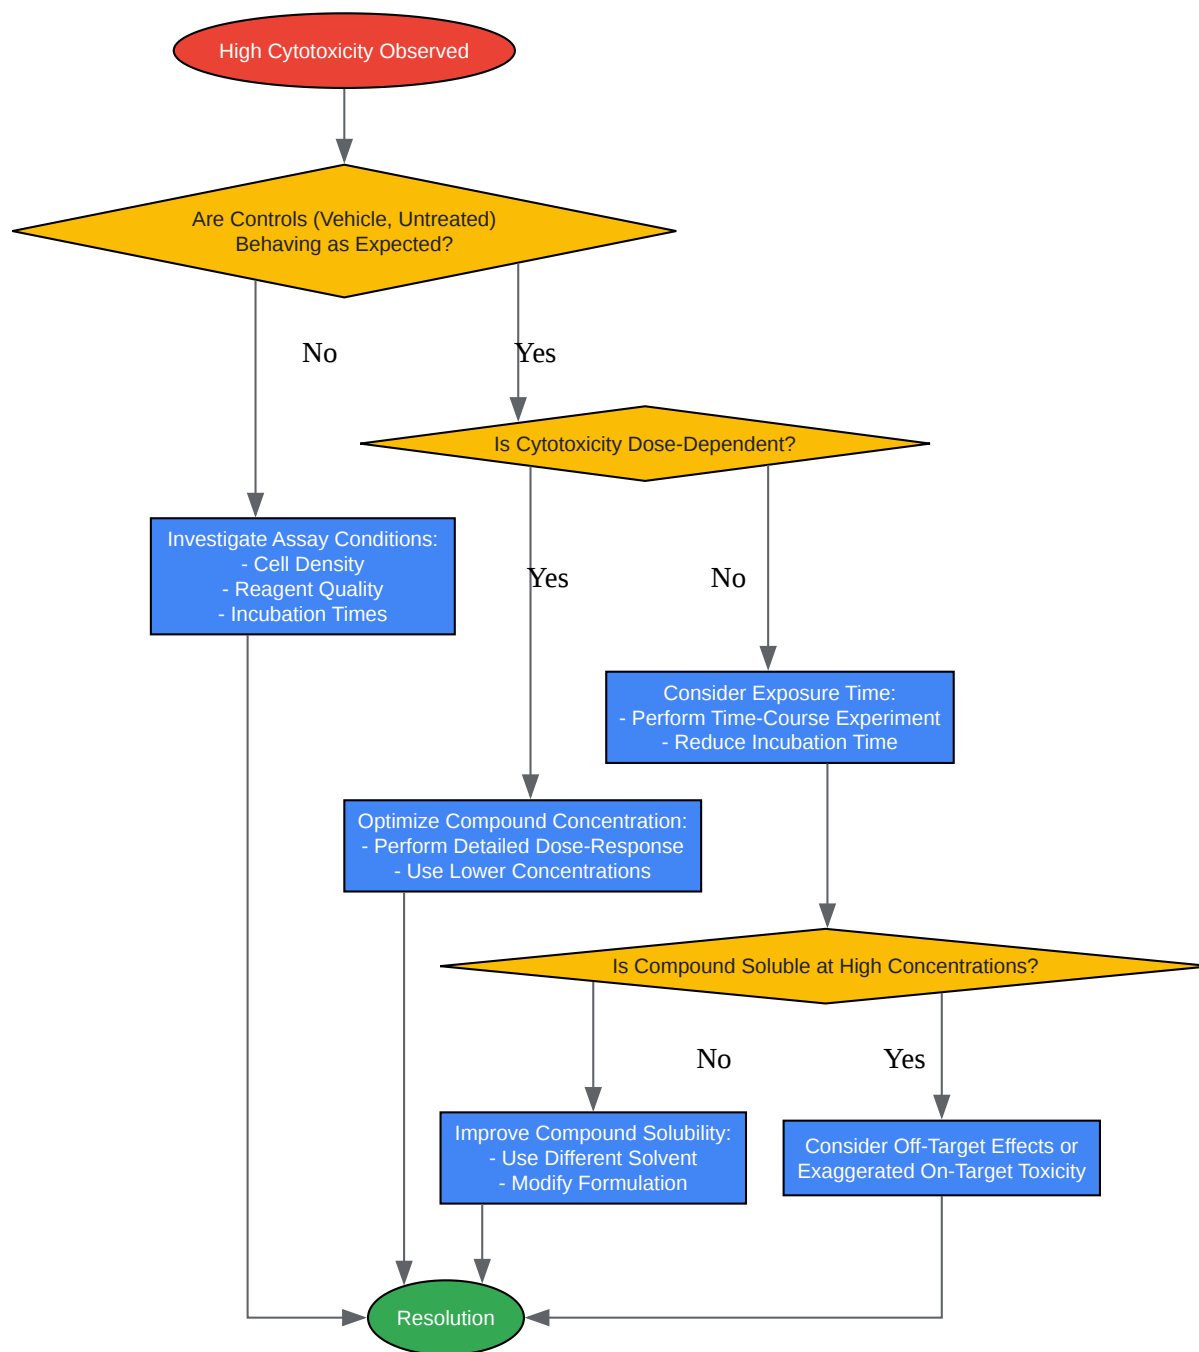 High Cytotoxicity Observed
Are Controls (Vehicle, Untreated)
Behaving as Expected?
No
Yes
Is Cytotoxicity Dose-Dependent?
Investigate Assay Conditions:
- Cell Density
- Reagent Quality
- Incubation Times
Yes
No
Consider Exposure Time:
- Perform Time-Course Experiment
- Reduce Incubation Time
Optimize Compound Concentration:
- Perform Detailed Dose-Response
- Use Lower Concentrations
Is Compound Soluble at High Concentrations?
No
Yes
Improve Compound Solubility:
- Use Different Solvent
- Modify Formulation
Consider Off-Target Effects or
Exaggerated On-Target Toxicity
Resolution